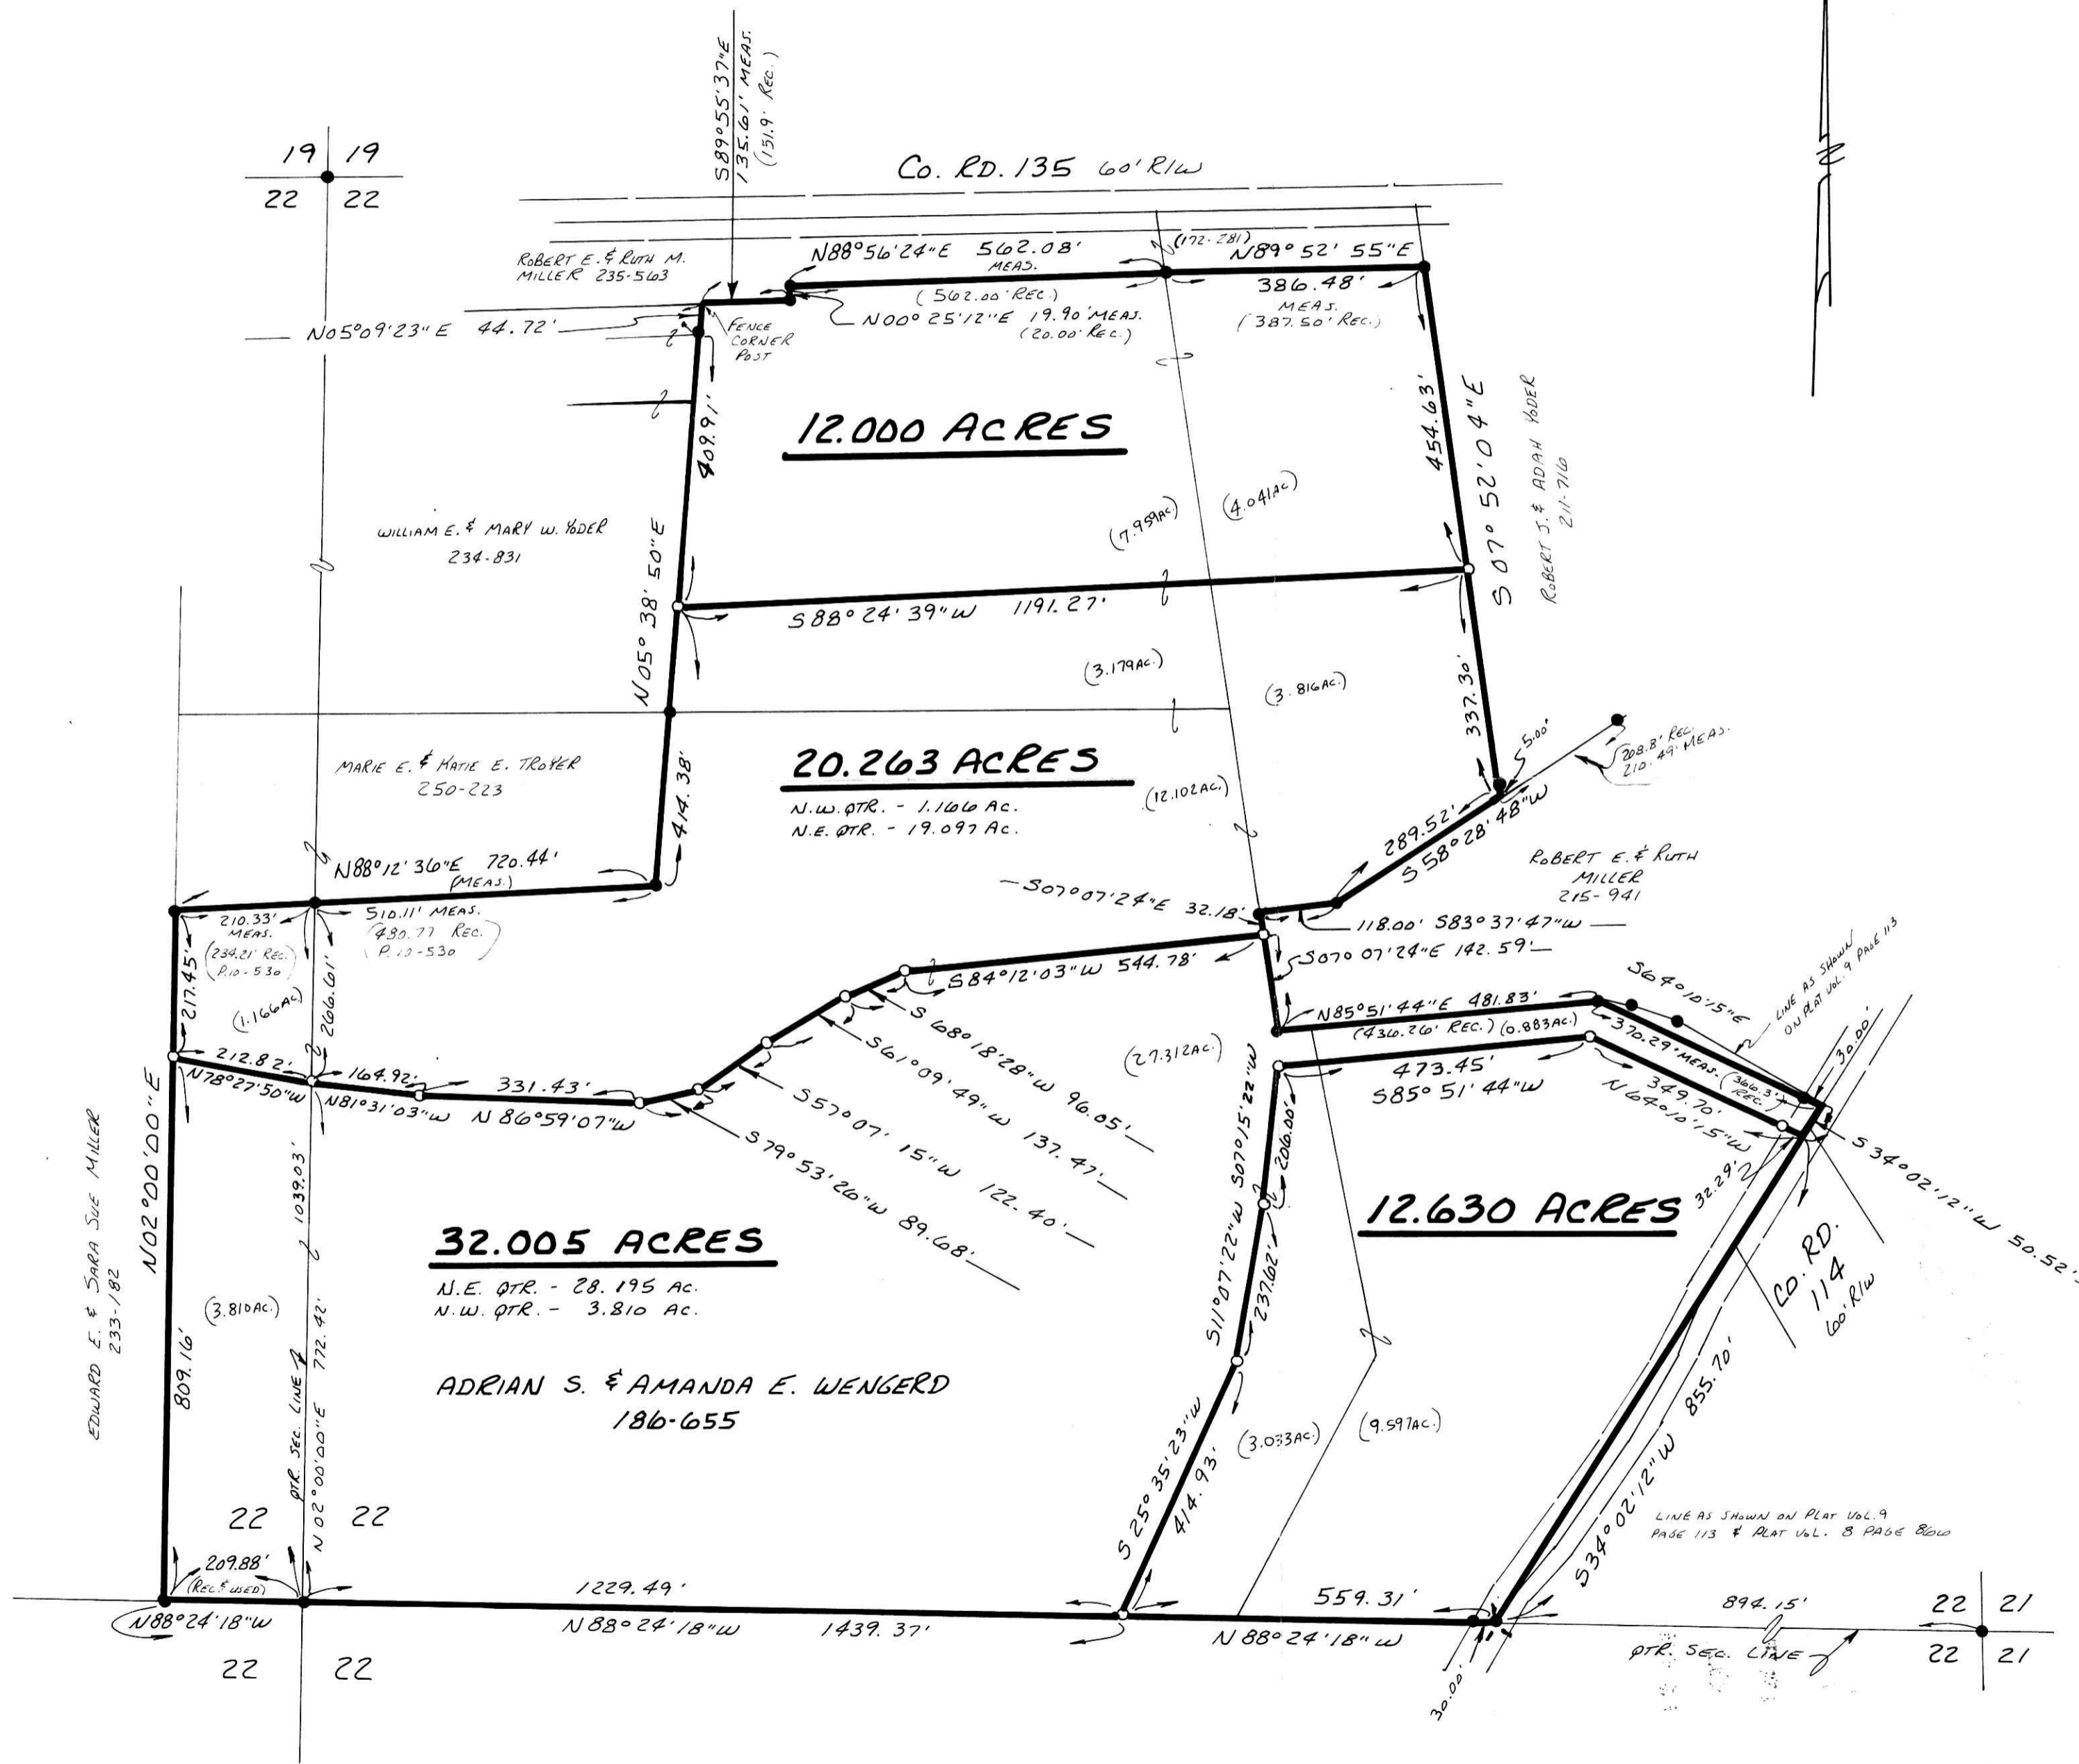 S89°55'37"E
135.61' MEAS.
(151.9' REC.)
19 19
22 22
CO. RD. 135 60' R/W
ROBERT E. & RUTH M.
MILLER 235-563
N88°56'24"E 562.08'
MEAS.
(562.00' REC.)
(172-281)
N89°52'55"E
386.48'
MEAS.
(387.50' REC.)
N05°09'23"E 44.72'
FENCE
CORNER
POST
N00°25'12"E 19.90' MEAS.
(20.00' REC.)
N
409.91'
12.000 ACRES
454.63'
S07°52'04"E
ROBERT J. & ADAH YODER
211-716
WILLIAM E. & MARY W. YODER
234-831
(7.959AC)
(4.041AC)
N05°38'50"E
S88°24'39"W 1191.27'
(3.179AC.)
(3.816AC.)
337.30'
5.00'
208.8' REC.
210.49' MEAS.
MARIE E. & KATIE E. TROYER
250-223
414.38'
20.263 ACRES
N.W. QTR. - 1.166 AC.
N.E. QTR. - 19.097 AC.
(12.102AC.)
289.52'
S58°28'48"W
ROBERT E. & RUTH
MILLER
215-941
N88°12'36"E 720.44'
(MEAS.)
210.33'
MEAS.
(234.21' REC.
P.10-530)
510.11' MEAS.
(480.77 REC.
P.10-530)
S07°07'24"E 32.18'
118.00' S83°37'47"W
S07°07'24"E 142.59'
S84°12'03"W 544.78'
217.45'
(1.166AC)
266.61'
N85°51'44"E 481.83'
(436.26' REC.) (0.883AC.)
S64°10'15"E
LINE AS SHOWN
ON PLAT VOL. 9 PAGE 113
370.29' MEAS. (366.3' REC.)
30.00'
212.82'
N78°27'50"W
164.92'
N81°31'03"W
331.43'
N86°59'07"W
S68°18'28"W 96.05'
S61°09'49"W 137.47'
S57°07'15"W 122.40'
S79°53'26"W 89.68'
(27.312AC.)
473.45'
S85°51'44"W
349.70'
N64°10'15"W
32.29'
S34°02'12"W 50.52'
S07°15'22"W
206.00'
S11°07'22"W
237.62'
12.630 ACRES
CO. RD.
114
60' R/W
EDWARD E. & SARA SUE MILLER
233-182
N02°00'00"E
809.16'
(3.810AC.)
1039.03'
QTR. SEC. LINE
N02°00'00"E 772.42'
32.005 ACRES
N.E. QTR. - 28.195 AC.
N.W. QTR. - 3.810 AC.
ADRIAN S. & AMANDA E. WENGERD
186-655
S25°35'23"W
414.93'
(3.033AC.)
(9.597AC.)
S34°02'12"W 855.70'
LINE AS SHOWN ON PLAT VOL. 9
PAGE 113 & PLAT VOL. 8 PAGE 866
22 22
209.88'
(REC. & USED)
N88°24'18"W
1229.49'
N88°24'18"W 1439.37'
559.31'
N88°24'18"W
30.00'
894.15'
QTR. SEC. LINE
22 21
22 21
22 22